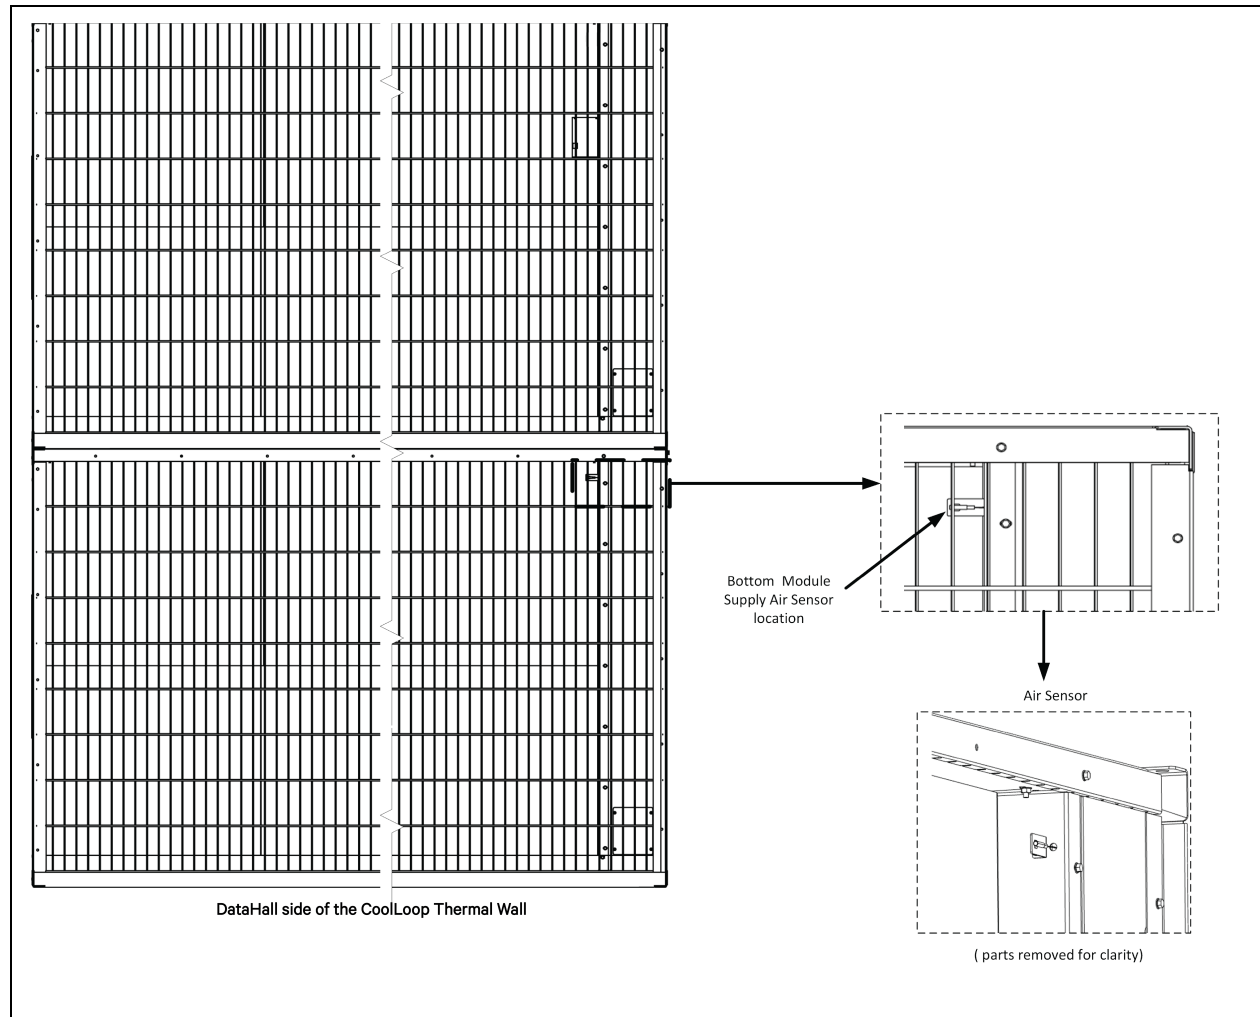 Bottom Module
Supply Air Sensor
location
Air Sensor
DataHall side of the CoolLoop Thermal Wall
( parts removed for clarity)